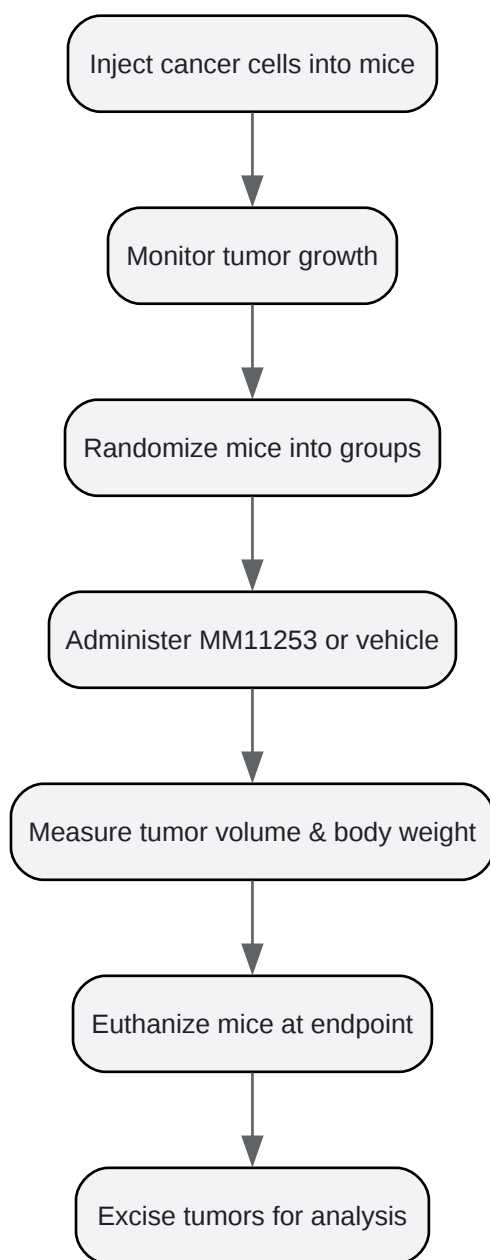 Inject cancer cells into mice
Monitor tumor growth
Randomize mice into groups
Administer MM11253 or vehicle
Measure tumor volume & body weight
Euthanize mice at endpoint
Excise tumors for analysis